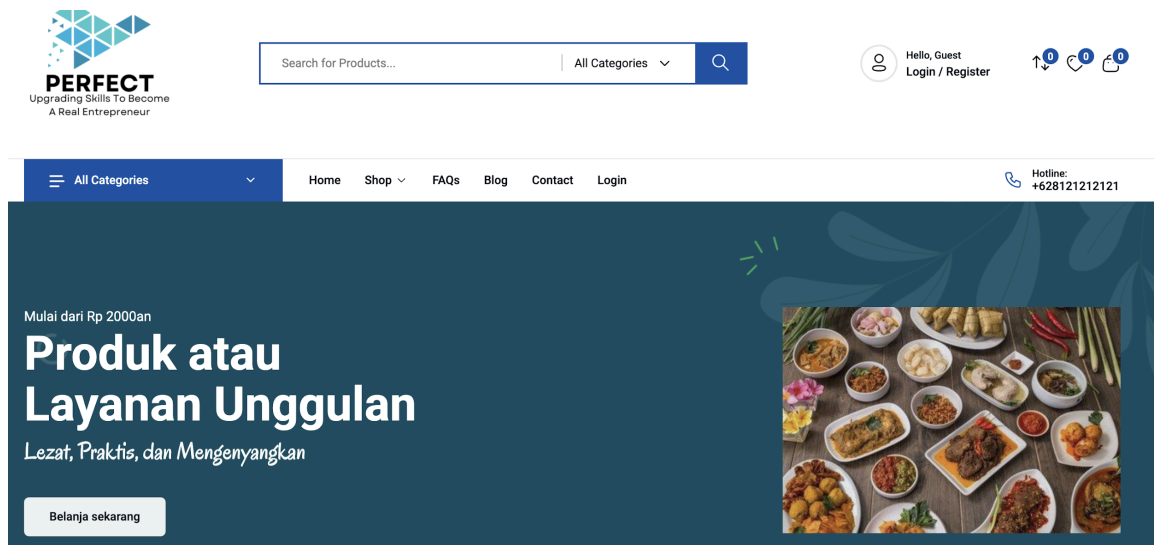 PERFECT
Upgrading Skills To Become
A Real Entrepreneur
Search for Products...
All Categories
Hello, Guest
Login / Register
0
0
0
All Categories
Home
Shop
FAQs
Blog
Contact
Login
Hotline:
+628121212121
Mulai dari Rp 2000an
Produk atau
Layanan Unggulan
Lezat, Praktis, dan Mengenyangkan
Belanja sekarang